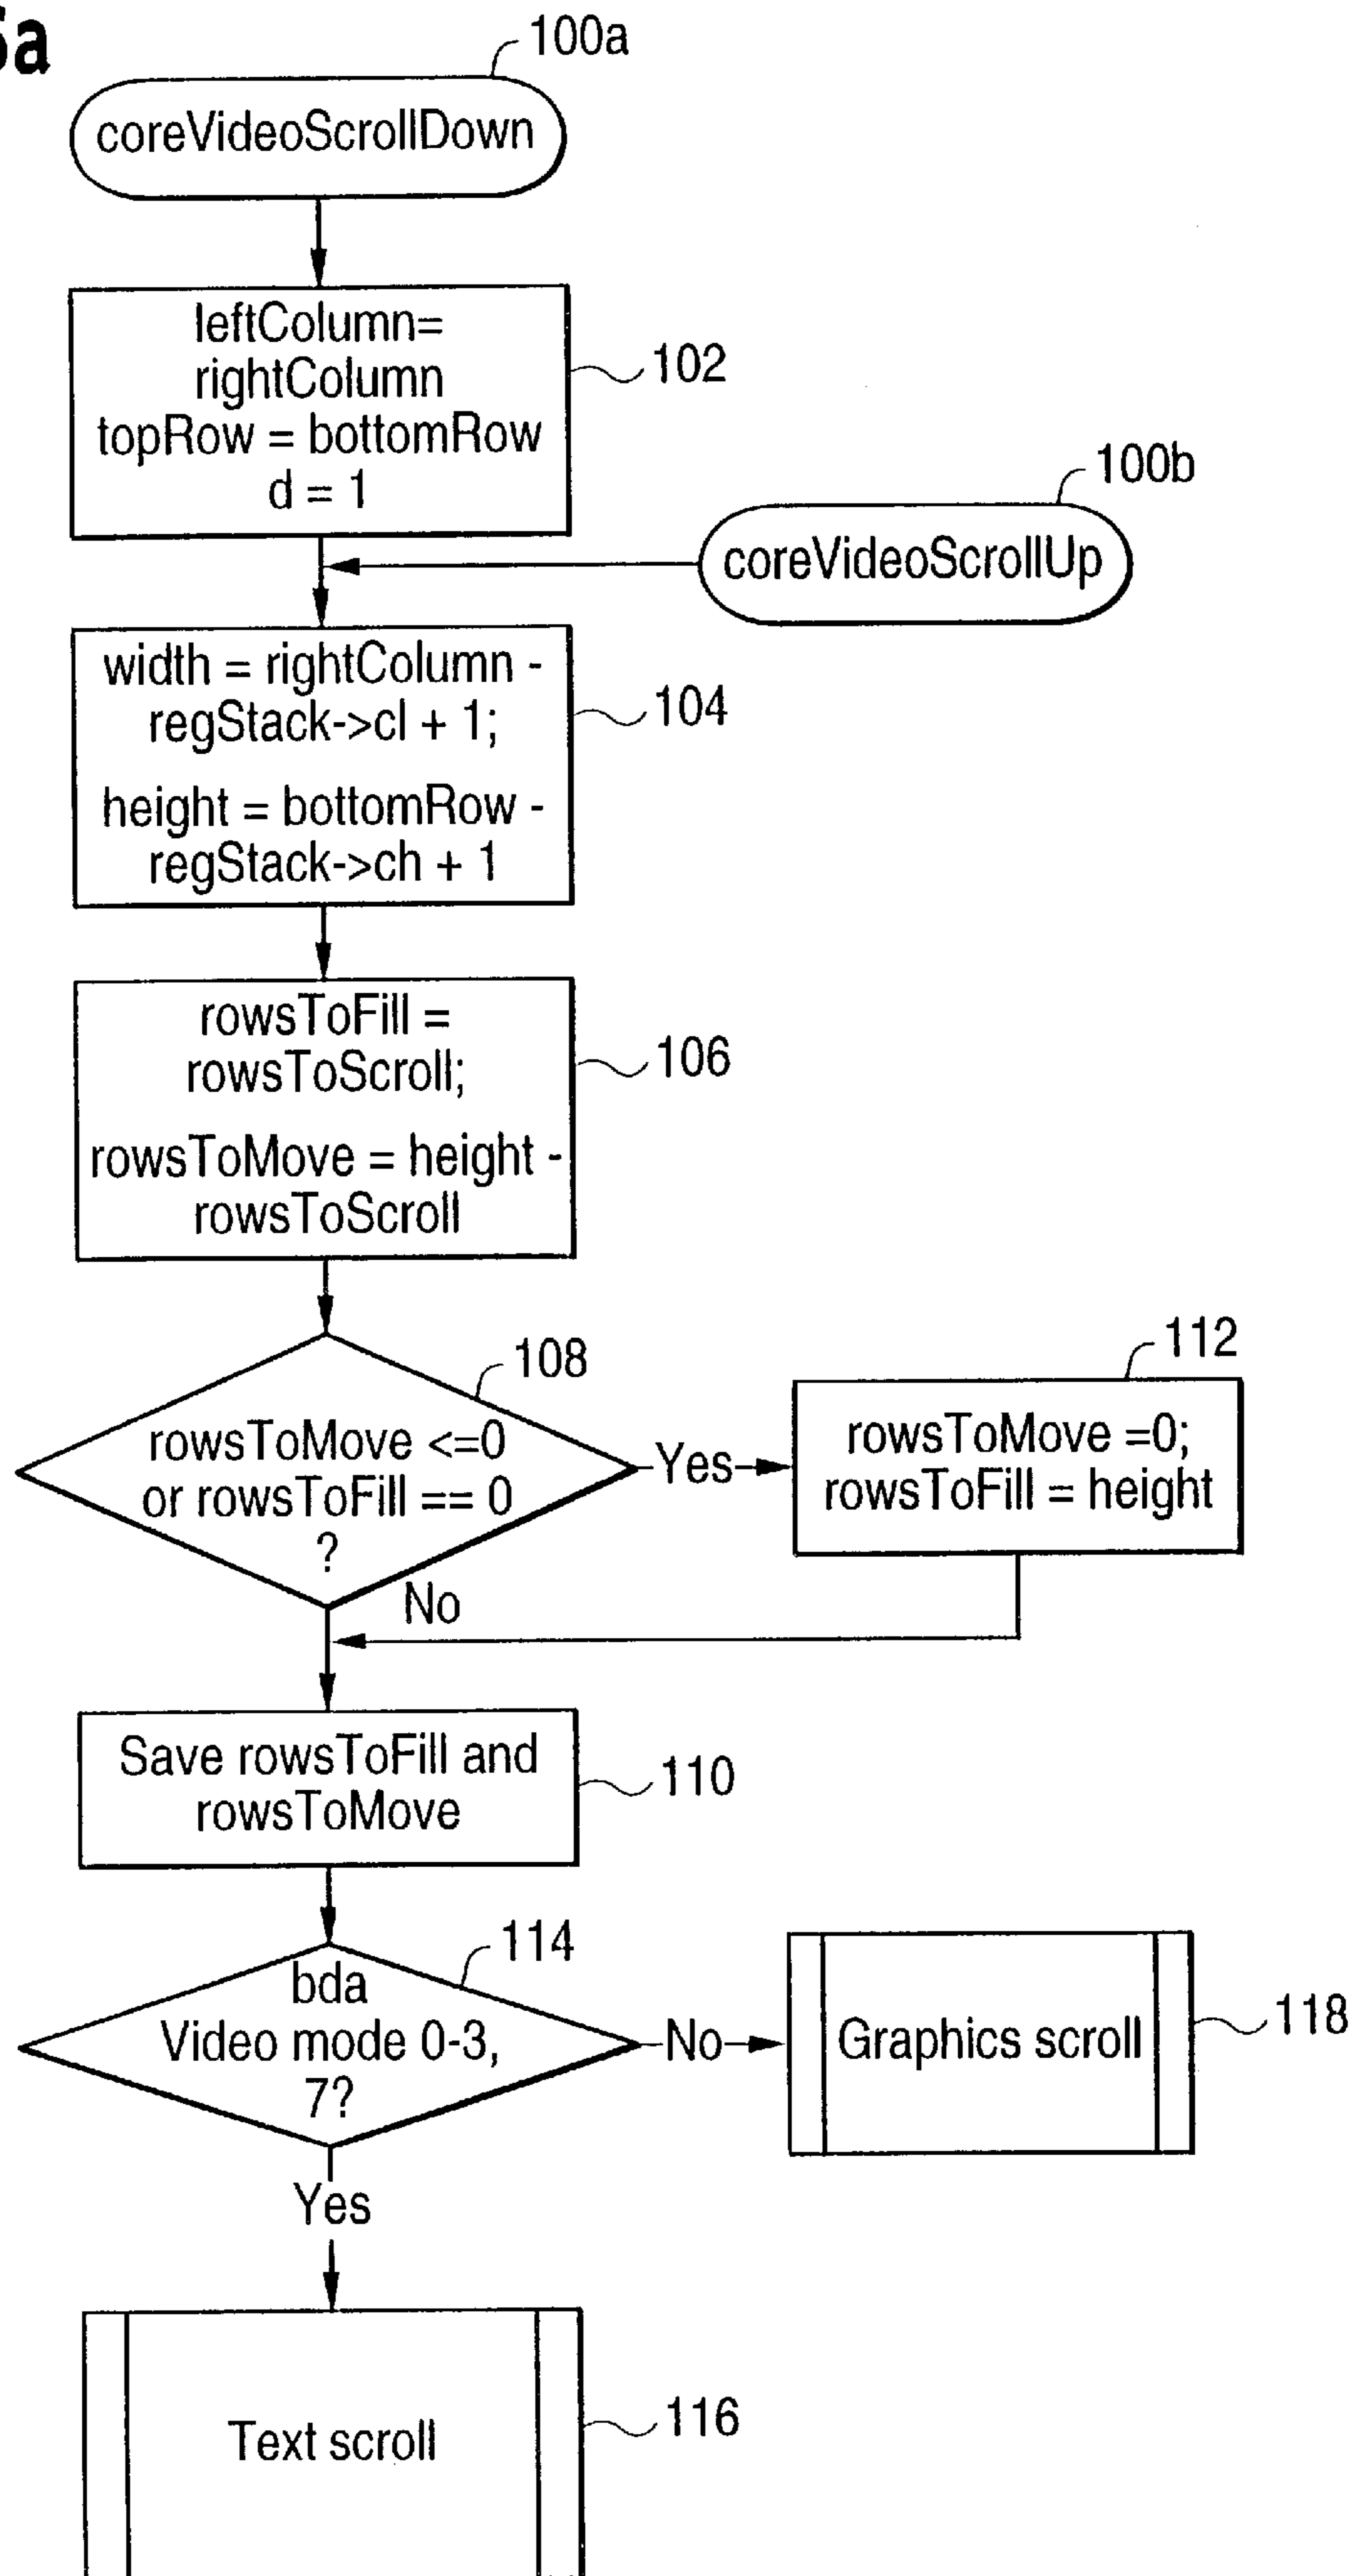 100a
coreVideoScrollDown
leftColumn=
rightColumn
topRow = bottomRow
d = 1
102
100b
coreVideoScrollUp
width = rightColumn -
regStack->cl + 1;
height = bottomRow -
regStack->ch + 1
104
rowsToFill =
rowsToScroll;
rowsToMove = height -
rowsToScroll
106
108
rowsToMove <=0
or rowsToFill == 0
?
Yes
112
rowsToMove =0;
rowsToFill = height
No
Save rowsToFill and
rowsToMove
110
114
bda
Video mode 0-3,
7?
No
Graphics scroll
118
Yes
Text scroll
116